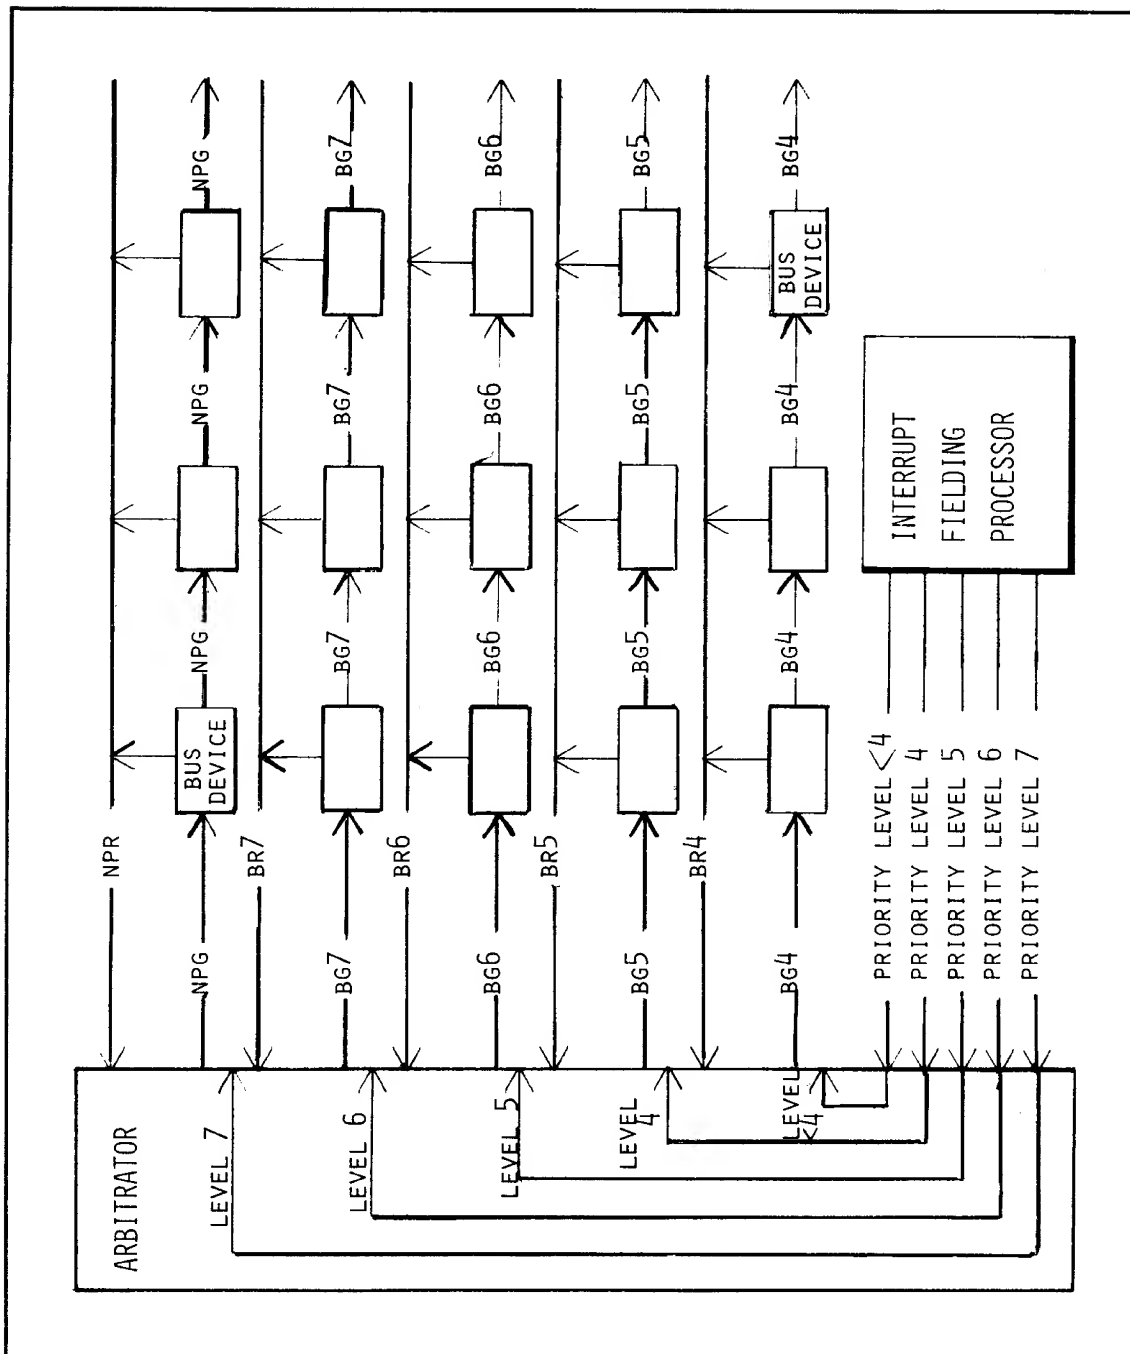 ARBITRATOR
LEVEL 7
LEVEL 6
LEVEL 5
LEVEL
4
LEVEL
<4
NPR
NPG
BUS
DEVICE
NPG
NPG
NPG
BR7
BG7
BG7
BG7
BG7
BR6
BG6
BG6
BG6
BG6
BR5
BG5
BG5
BG5
BG5
BR4
BG4
BG4
BG4
BUS
DEVICE
BG4
PRIORITY LEVEL <4
PRIORITY LEVEL 4
PRIORITY LEVEL 5
PRIORITY LEVEL 6
PRIORITY LEVEL 7
INTERRUPT
FIELDING
PROCESSOR